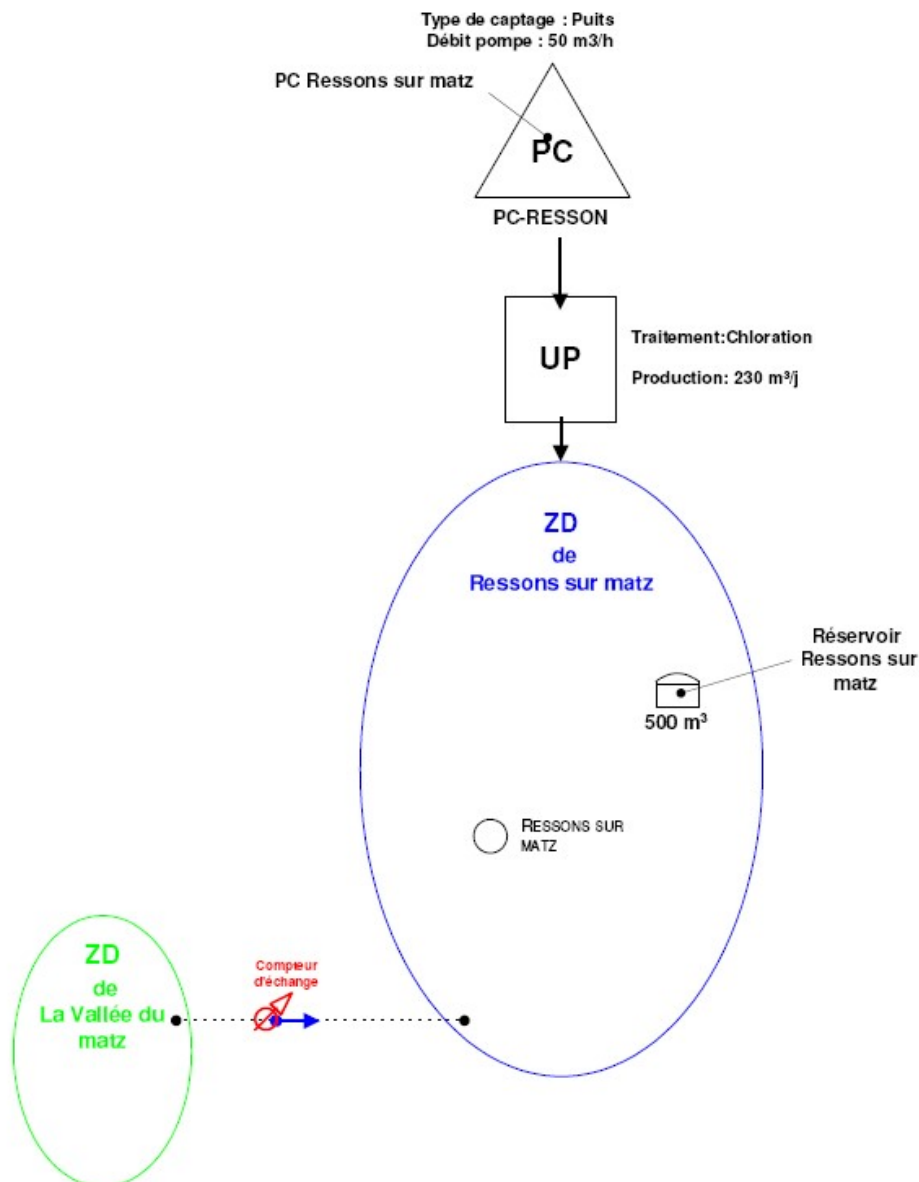 Type de captage : Puits
Débit pompe : 50 m3/h
PC Ressons sur matz
PC
PC-RESSON
UP
Traitement:Chloration
Production: 230 m³/j
ZD
de
Ressons sur matz
Réservoir
Ressons sur
matz
500 m³
RESSONS SUR
MATZ
ZD
de
La Vallée du
matz
Compteur
d'échange